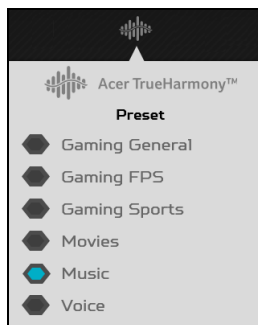 Acer TrueHarmony™
Preset
Gaming General
Gaming FPS
Gaming Sports
Movies
Music
Voice